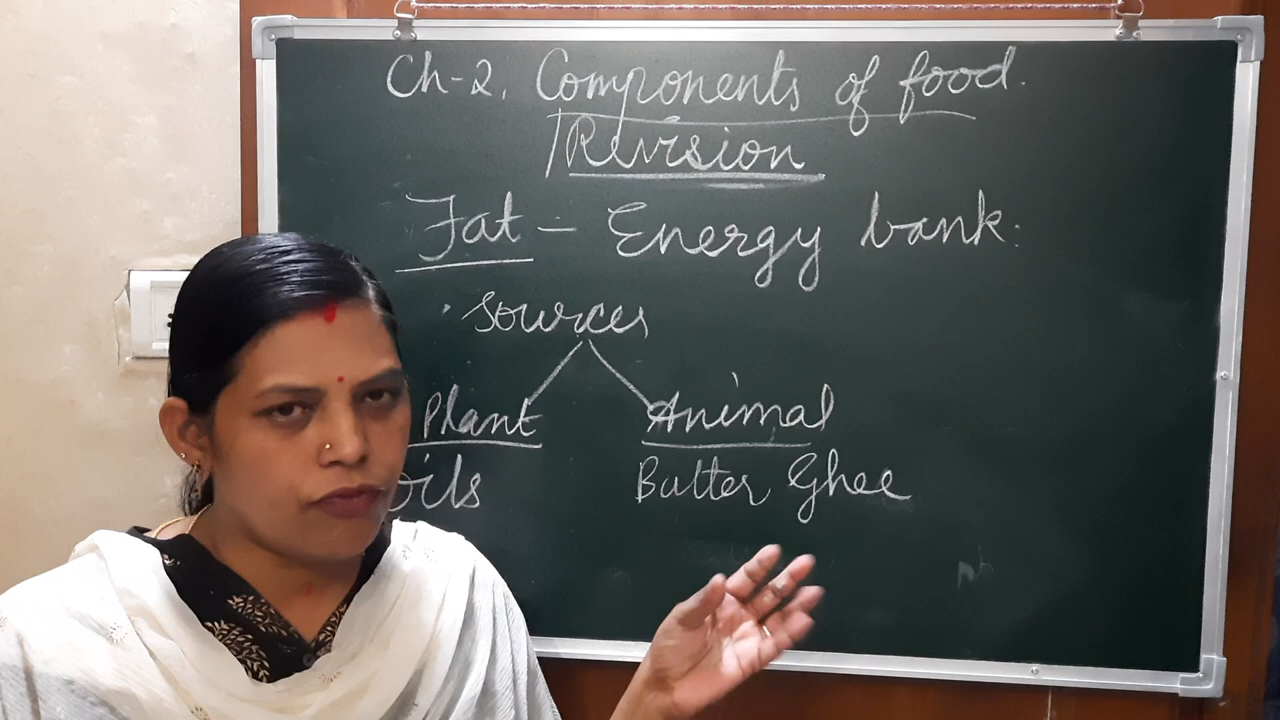 Ch-2. Components of food.
Revision
Fat - Energy bank.
. Sources
Plant Animal
oils Butter Ghee